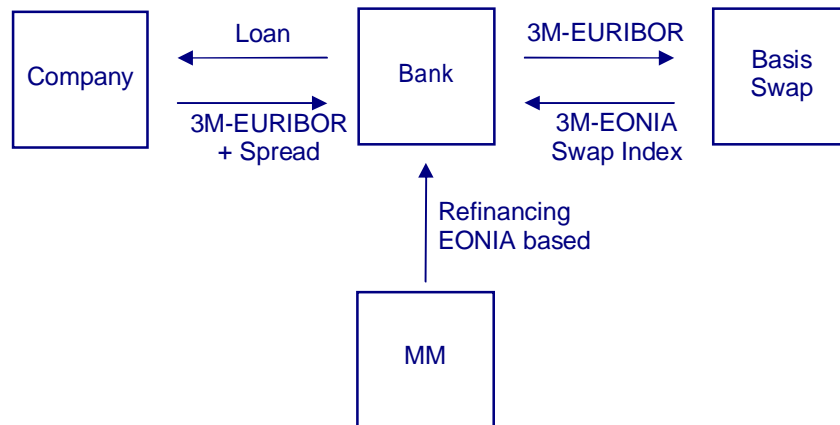 Company
Loan
3M-EURIBOR
+ Spread
Bank
3M-EURIBOR
3M-EONIA
Swap Index
Basis
Swap
Refinancing
EONIA based
MM